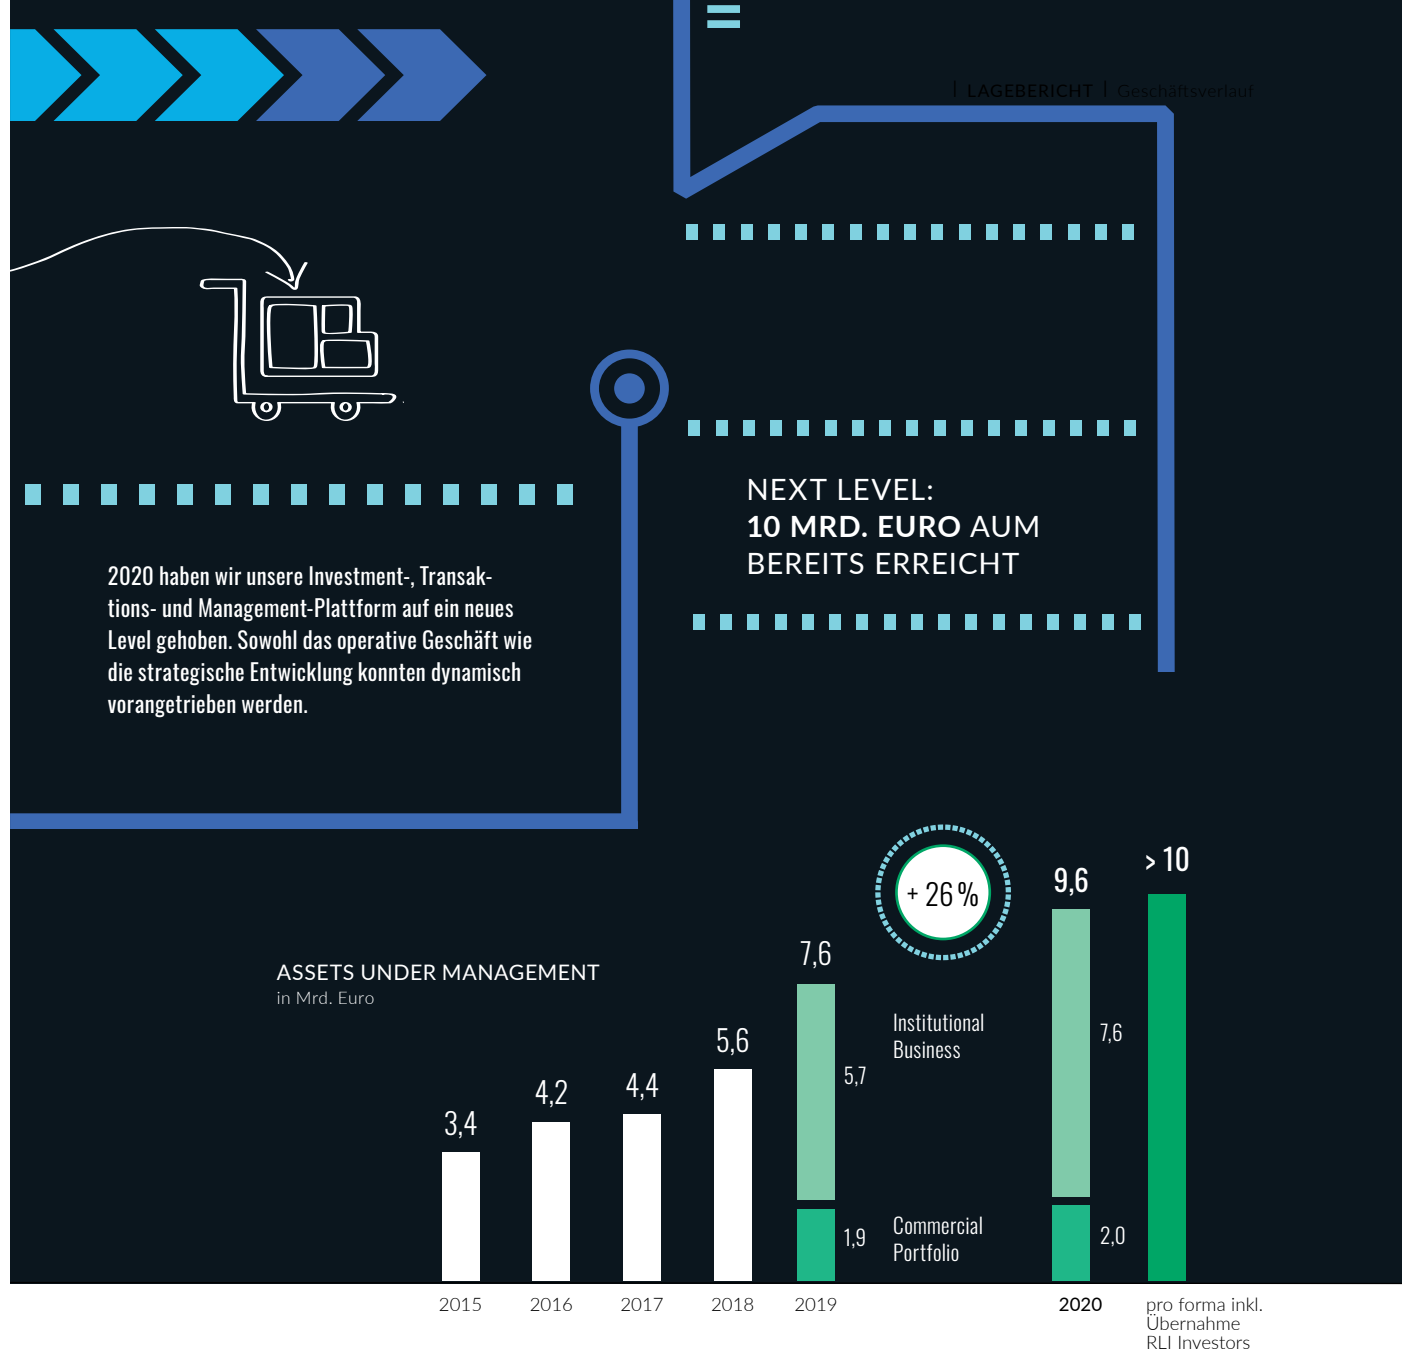 | LAGEBERICHT | Geschäftsverlauf
NEXT LEVEL:
10 MRD. EURO AUM
BEREITS ERREICHT
2020 haben wir unsere Investment-, Transak-
tions- und Management-Plattform auf ein neues
Level gehoben. Sowohl das operative Geschäft wie
die strategische Entwicklung konnten dynamisch
vorangetrieben werden.
ASSETS UNDER MANAGEMENT
in Mrd. Euro
3,4
4,2
4,4
5,6
7,6
+ 26 %
9,6
> 10
5,7
Institutional
Business
7,6
1,9
Commercial
Portfolio
2,0
2015
2016
2017
2018
2019
2020
pro forma inkl.
Übernahme
RLI Investors